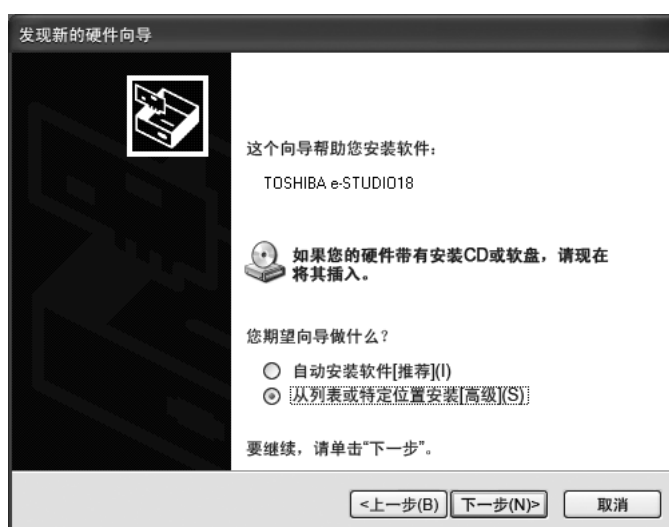 发现新的硬件向导
这个向导帮助您安装软件：
TOSHIBA e-STUDIO18
如果您的硬件带有安装CD或软盘，请现在
将其插入。
您期望向导做什么？
自动安装软件[推荐](I)
从列表或特定位置安装[高级](S)
要继续，请单击“下一步”。
<上一步(B) 下一步(N)> 取消